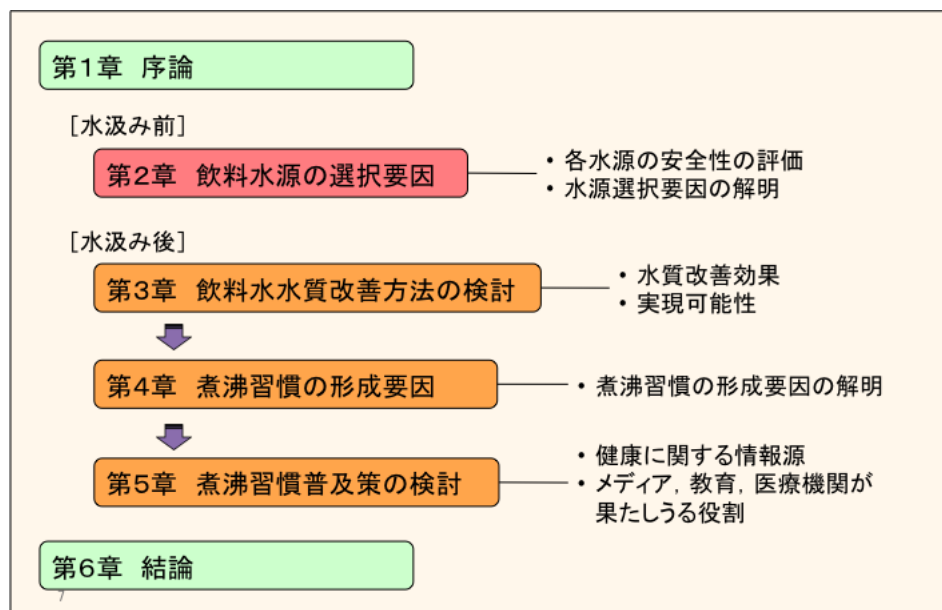 第1章 序論
［水汲み前］
第2章 飲料水源の選択要因
・各水源の安全性の評価
・水源選択要因の解明
［水汲み後］
第3章 飲料水水質改善方法の検討
・水質改善効果
・実現可能性
第4章 煮沸習慣の形成要因
・煮沸習慣の形成要因の解明
第5章 煮沸習慣普及策の検討
・健康に関する情報源
・メディア, 教育, 医療機関が
果たしうる役割
第6章 結論
7